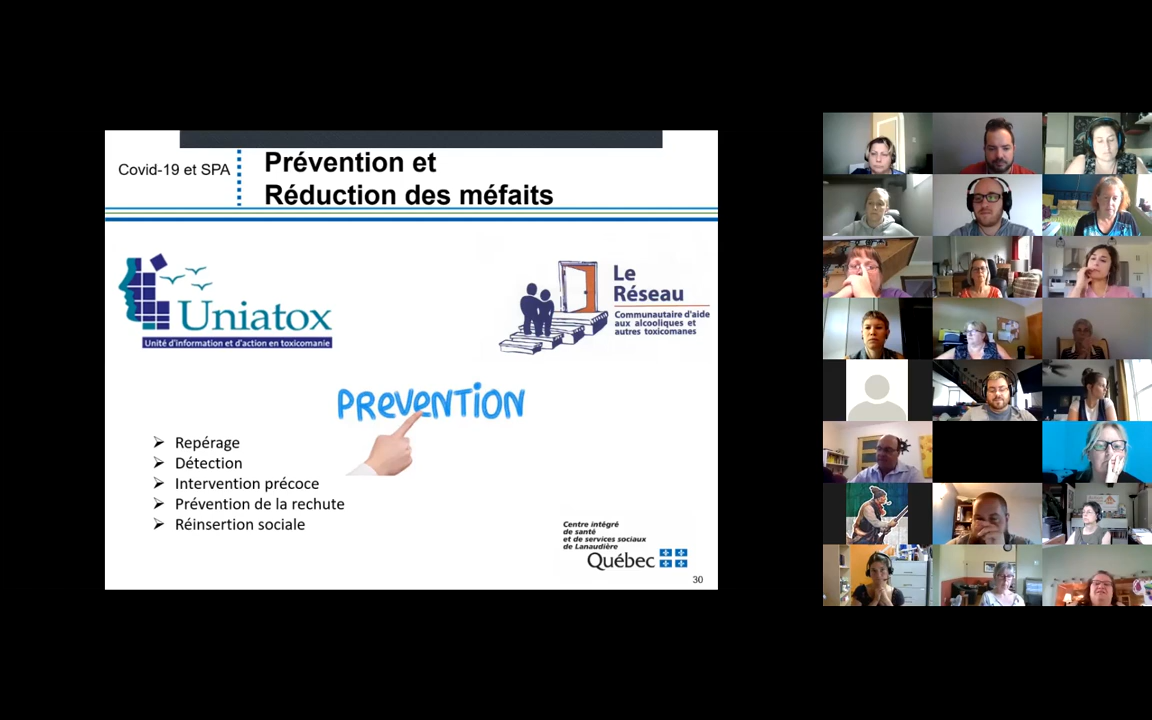 Covid-19 et SPA
Prévention et
Réduction des méfaits
Uniatox
Unité d'information et d'action en toxicomanie
Le
Réseau
Communautaire d'aide
aux alcooliques et
autres toxicomanes
PREVENTION
Repérage
Détection
Intervention précoce
Prévention de la rechute
Réinsertion sociale
Centre intégré
de santé
et de services sociaux
de Lanaudière
Québec
30